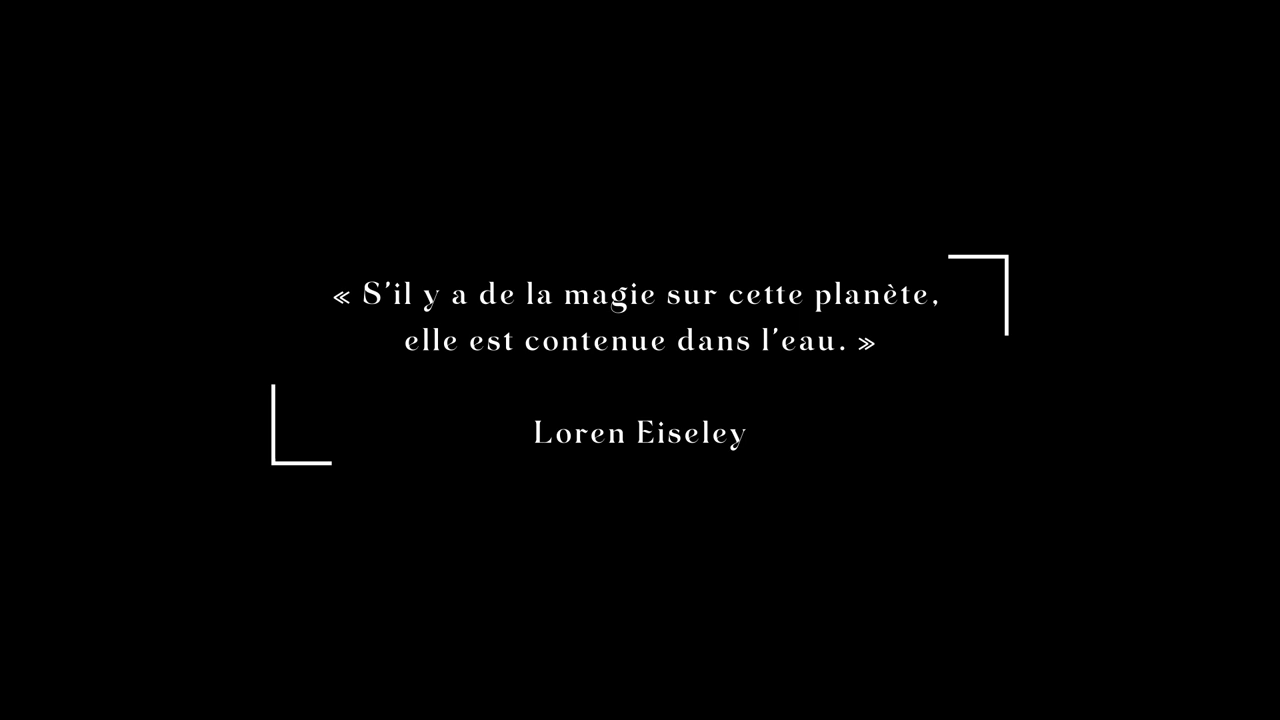 « S’il y a de la magie sur cette planète,
elle est contenue dans l’eau. »
Loren Eiseley